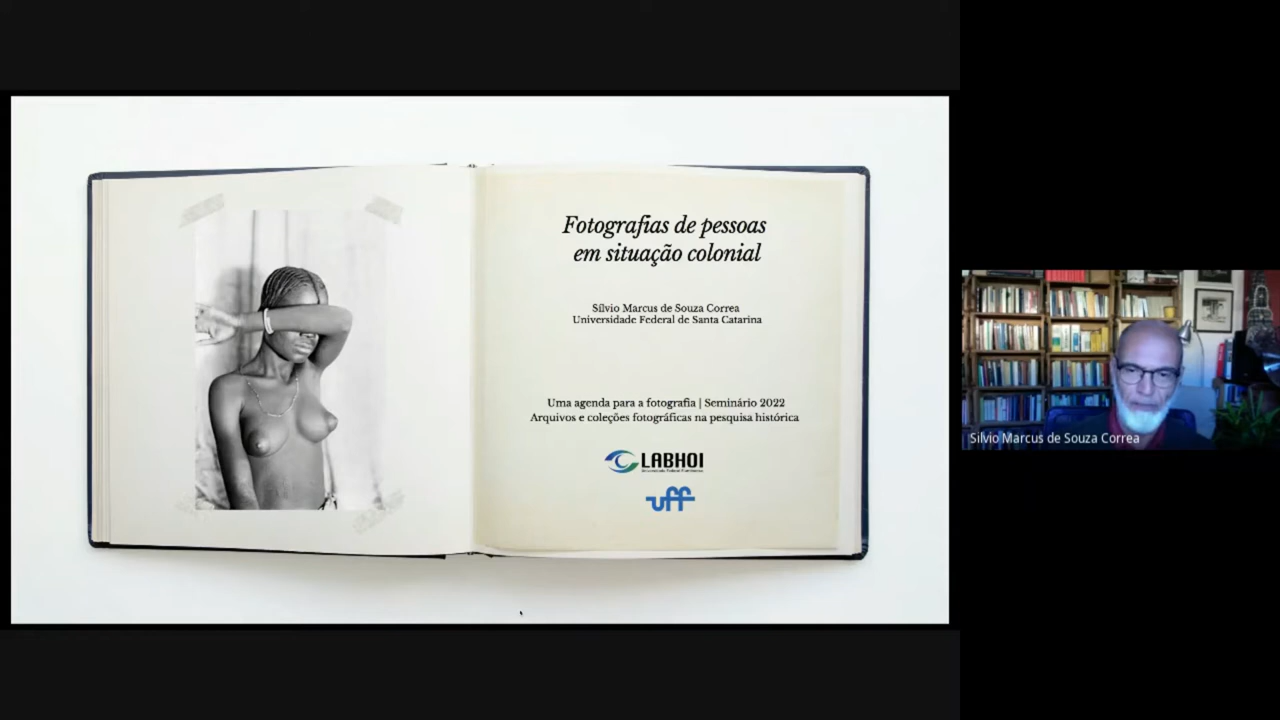 Fotografias de pessoas
em situação colonial
Sílvio Marcus de Souza Correa
Universidade Federal de Santa Catarina
Uma agenda para a fotografia | Seminário 2022
Arquivos e coleções fotográficas na pesquisa histórica
LABHOI
uff
Silvio Marcus de Souza Correa